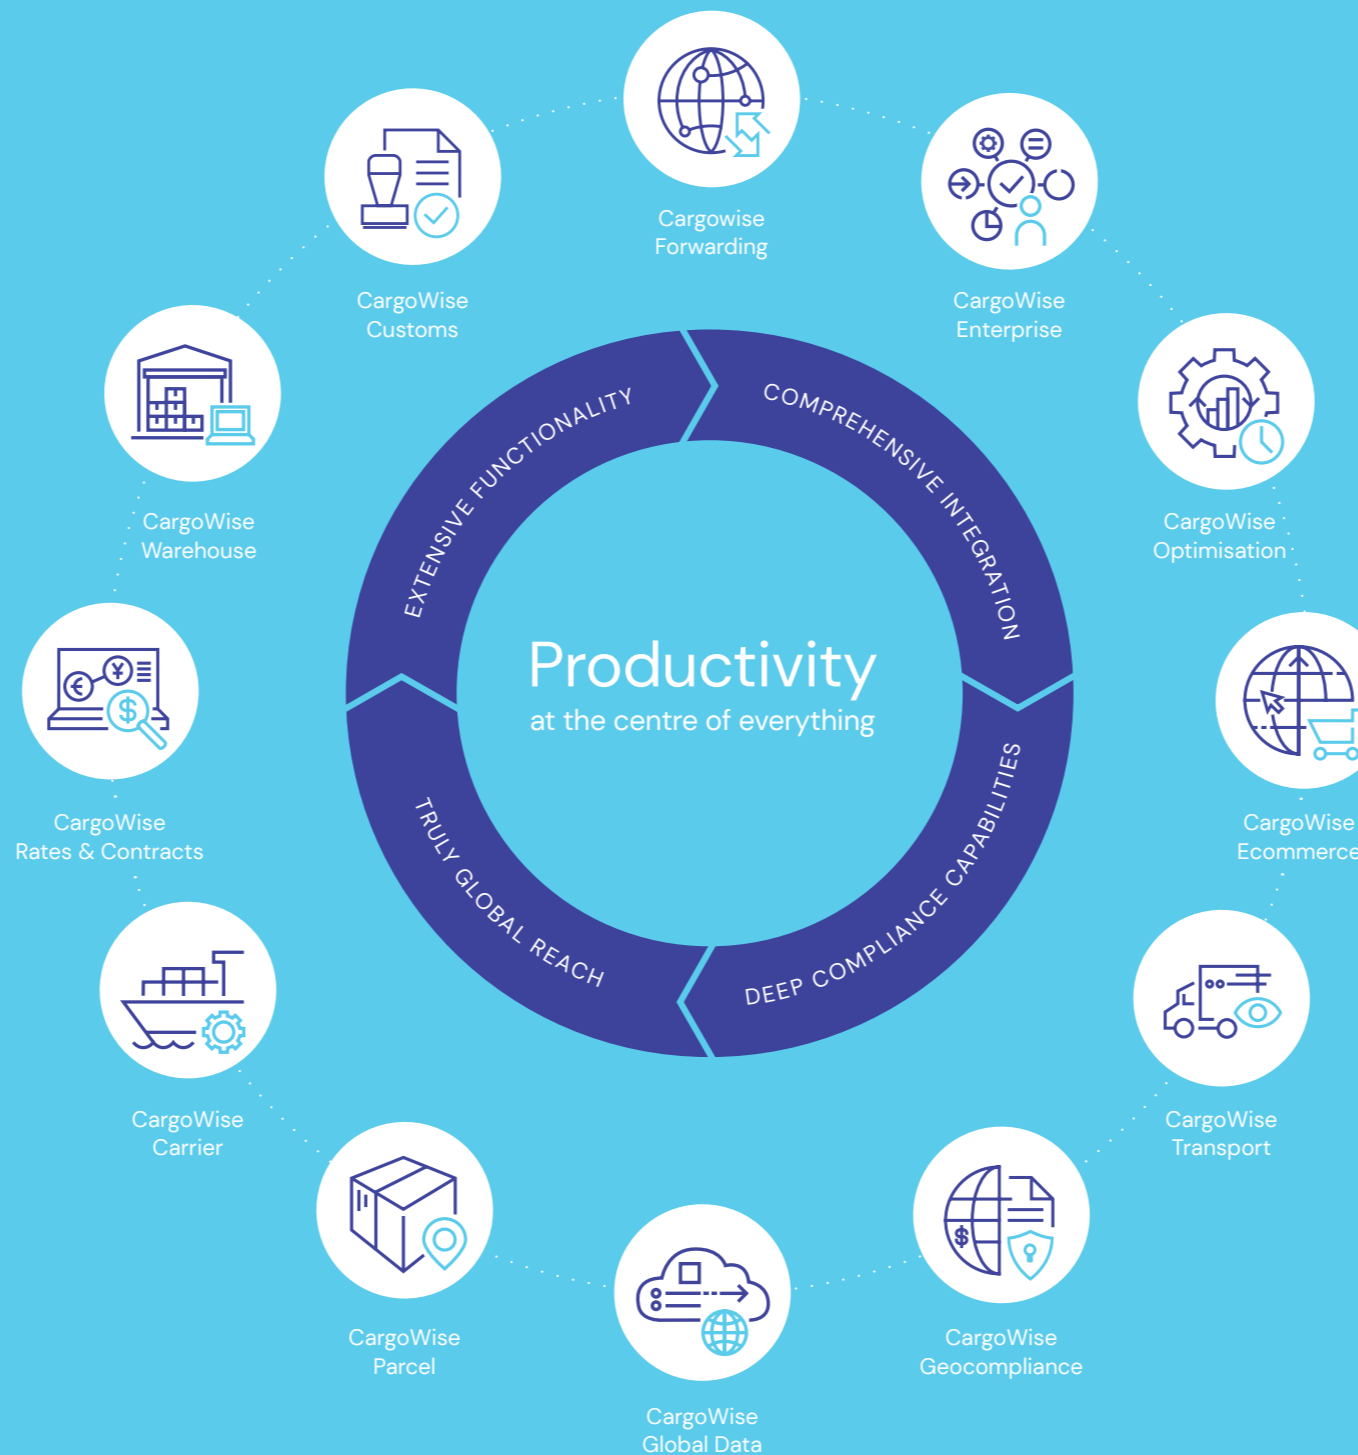 Cargowise
Forwarding
CargoWise
Customs
CargoWise
Enterprise
CargoWise
Warehouse
CargoWise
Optimisation
EXTENSIVE FUNCTIONALITY
COMPREHENSIVE INTEGRATION
Productivity
at the centre of everything
TRULY GLOBAL REACH
DEEP COMPLIANCE CAPABILITIES
CargoWise
Rates & Contracts
CargoWise
Ecommerce
CargoWise
Carrier
CargoWise
Transport
CargoWise
Parcel
CargoWise
Geocompliance
CargoWise
Global Data